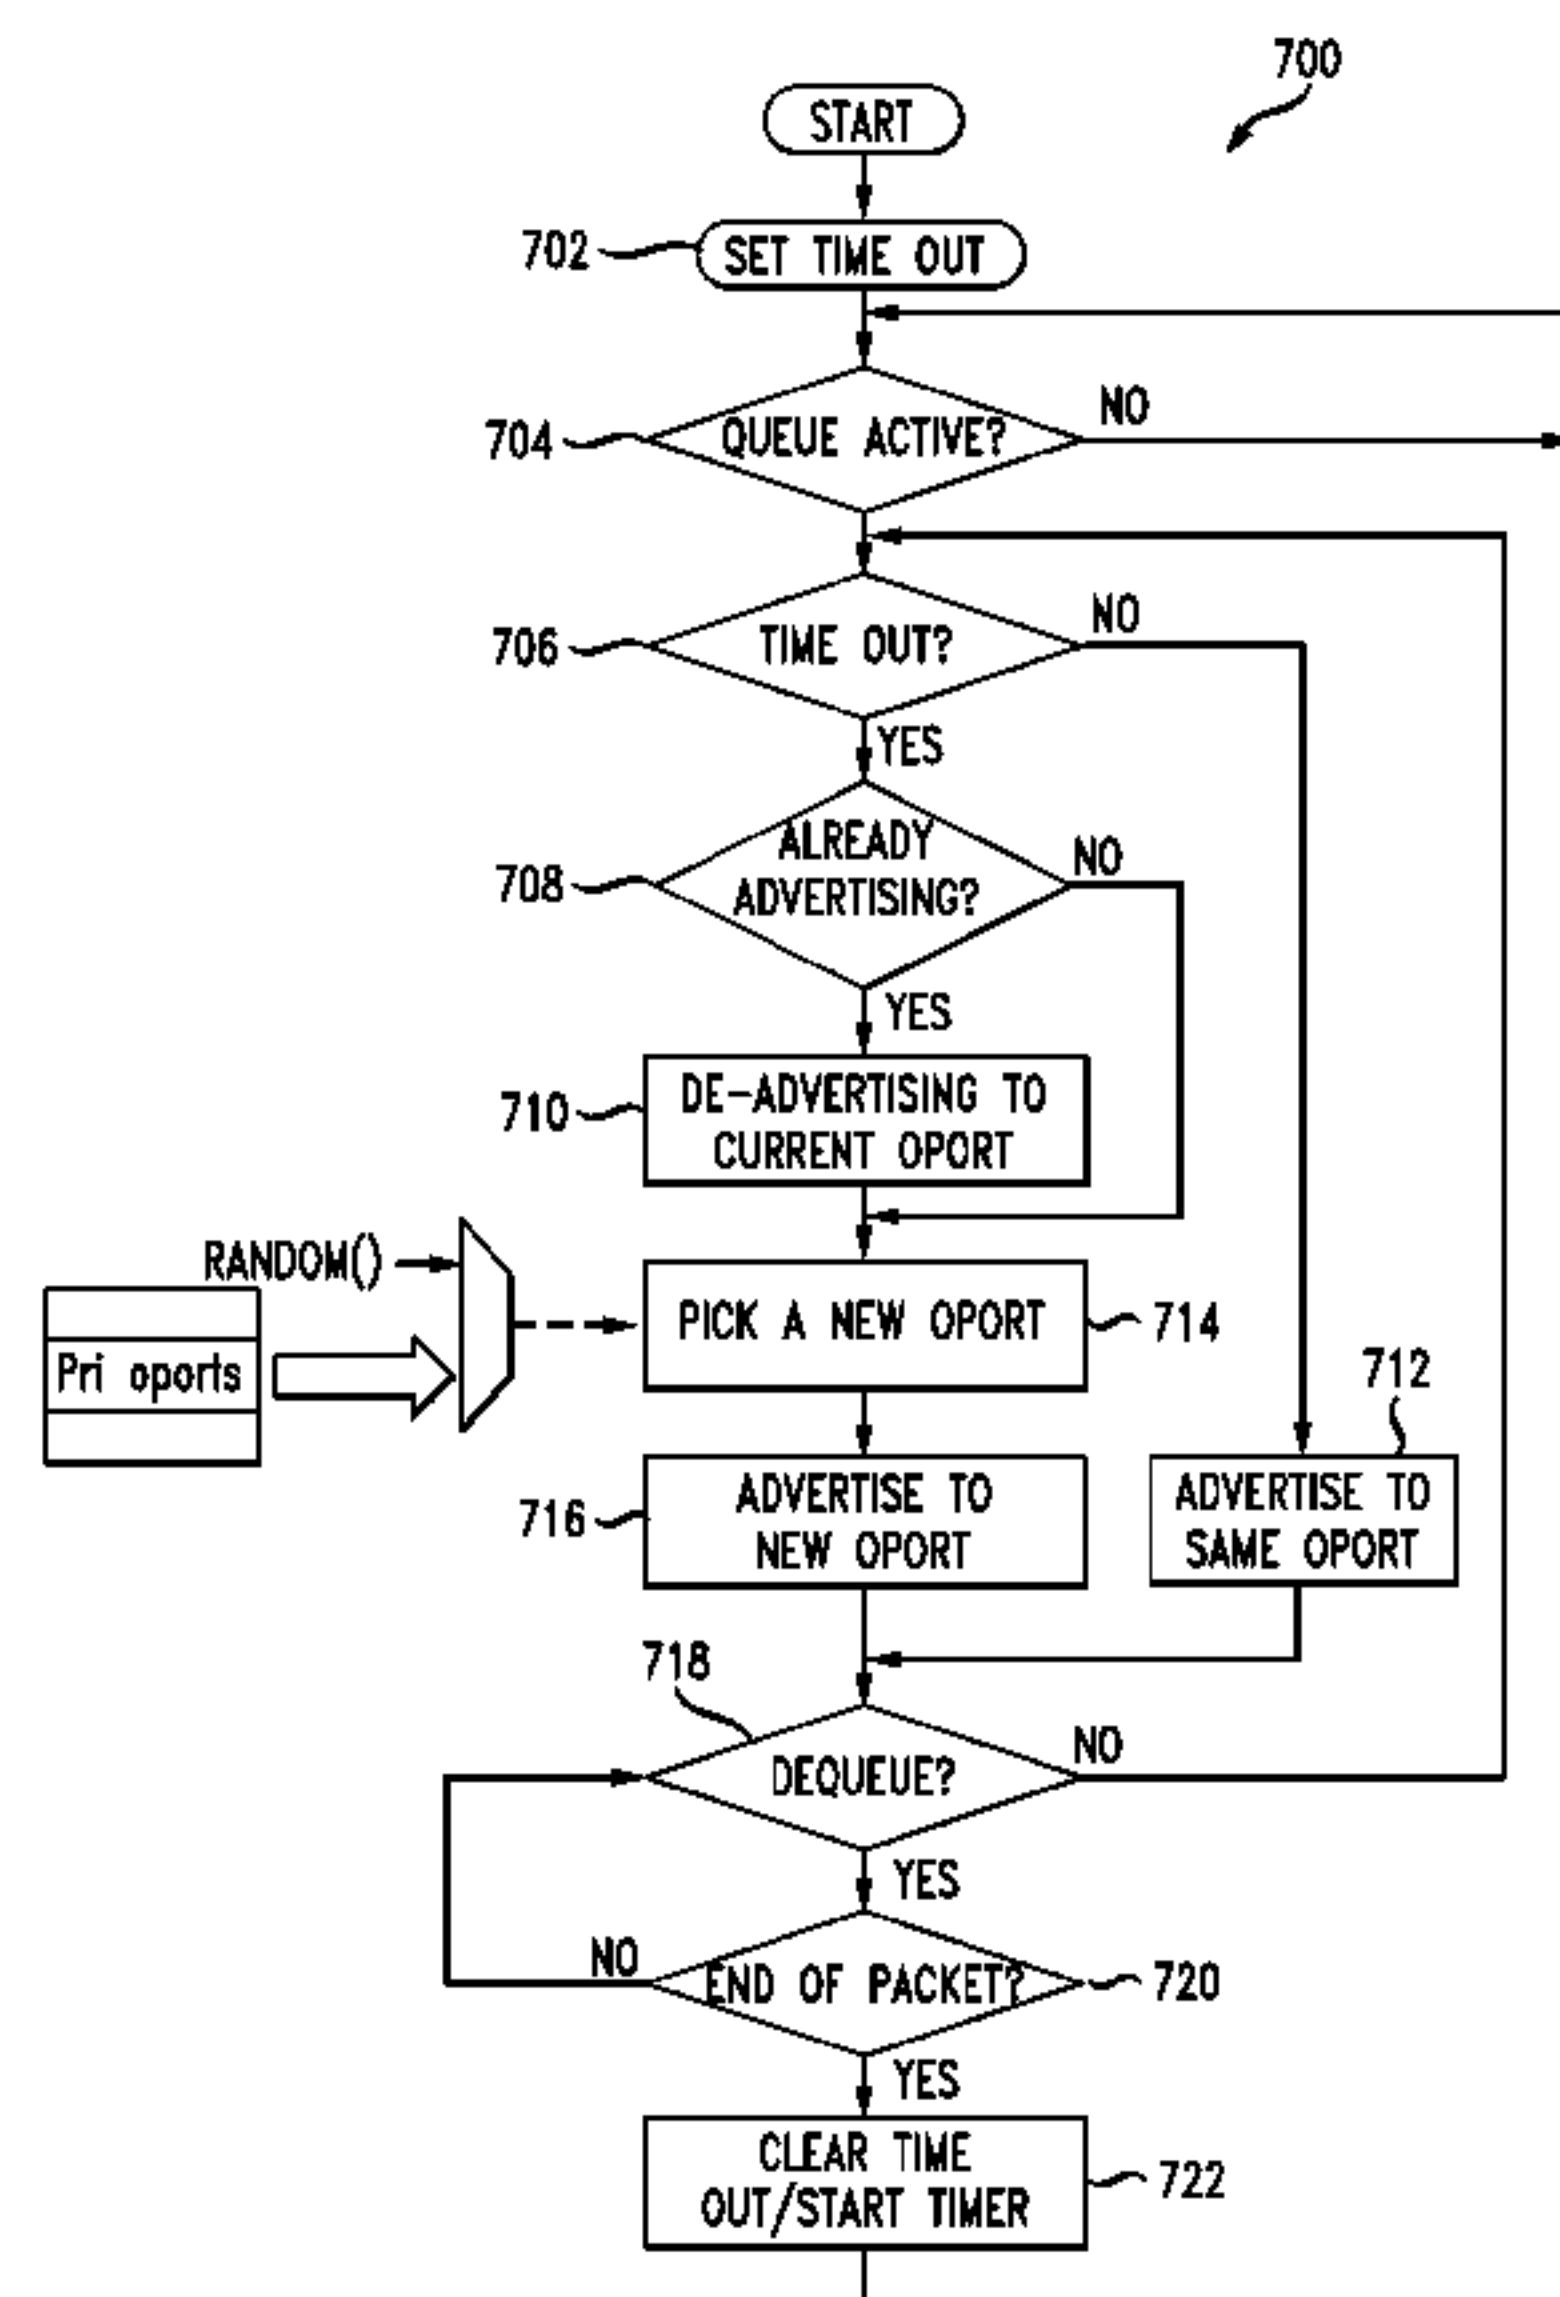 700
START
702
SET TIME OUT
NO
704
QUEUE ACTIVE?
NO
706
TIME OUT?
YES
ALREADY
ADVERTISING?
NO
708
YES
710
DE-ADVERTISING TO
CURRENT OPORT
RANDOM()
Pri oports
PICK A NEW OPORT
714
712
716
ADVERTISE TO
NEW OPORT
ADVERTISE TO
SAME OPORT
718
NO
DEQUEUE?
YES
NO
END OF PACKET?
720
YES
CLEAR TIME
OUT/START TIMER
722